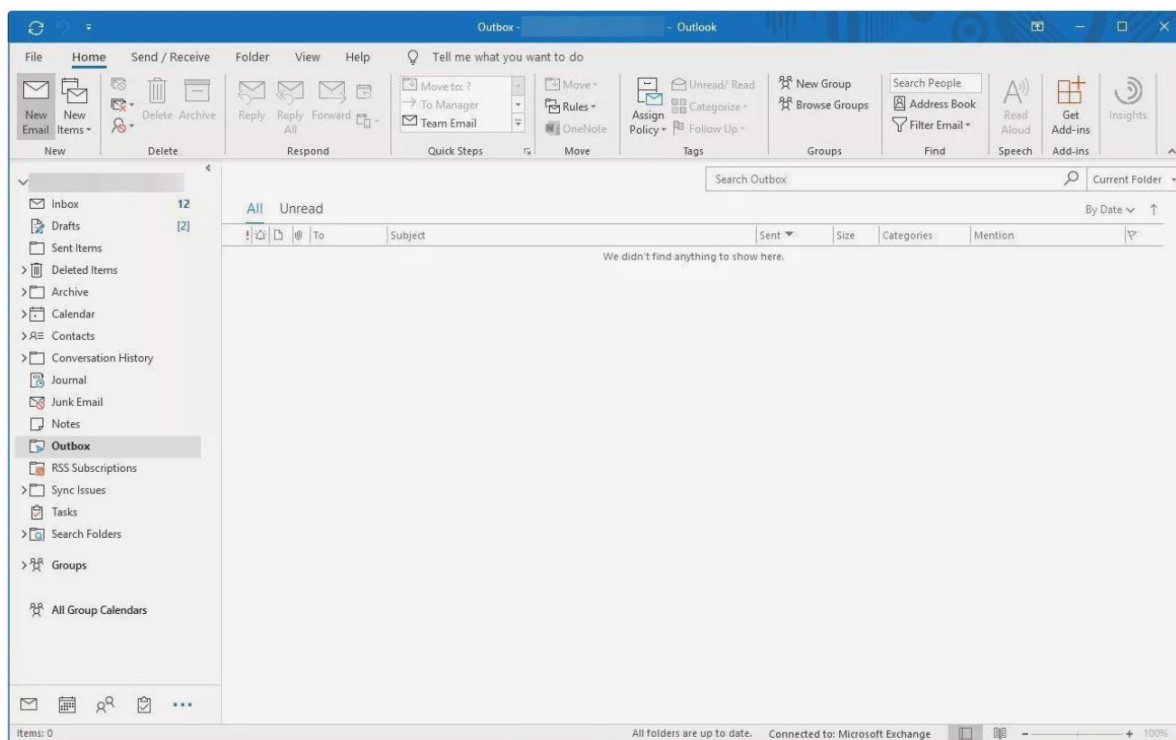 Outbox - - Outlook
File Home Send / Receive Folder View Help Tell me what you want to do
New Email
New Items
Delete Archive
New
Delete
Reply Reply All Forward
Respond
Move to: ?
To Manager
Team Email
Quick Steps
Move
Rules
OneNote
Move
Assign Policy
Unread/ Read
Categorize
Follow Up
Tags
New Group
Browse Groups
Groups
Search People
Address Book
Filter Email
Find
Read Aloud
Speech
Get Add-ins
Add-ins
Insights
Search Outbox Current Folder
Inbox 12
Drafts [2]
Sent Items
Deleted Items
Archive
Calendar
Contacts
Conversation History
Journal
Junk Email
Notes
Outbox
RSS Subscriptions
Sync Issues
Tasks
Search Folders
Groups
All Group Calendars
All Unread By Date
! To Subject Sent Size Categories Mention
We didn't find anything to show here.
Items: 0 All folders are up to date. Connected to: Microsoft Exchange 100%